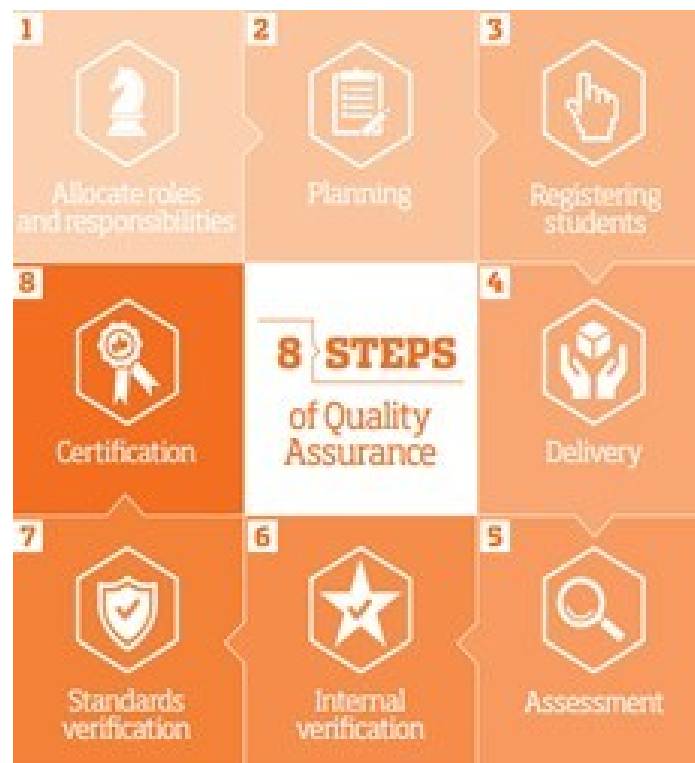 1
Allocate roles
and responsibilities
2
Planning
3
Registering
students
8
Certification
8 STEPS
of Quality
Assurance
4
Delivery
7
Standards
verification
6
Internal
verification
5
Assessment